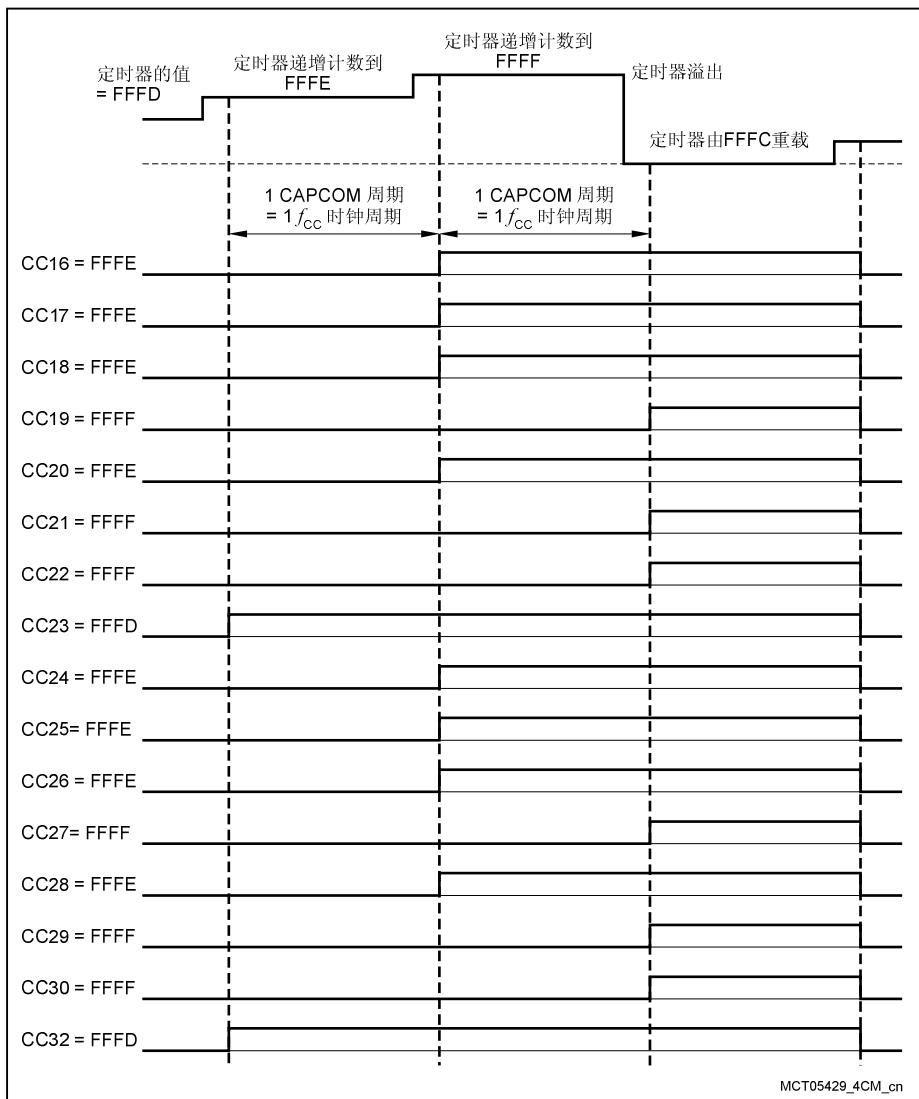 定时器的值
= FFFD
定时器递增计数到
FFFE
定时器递增计数到
FFFF
定时器溢出
定时器由FFFC重载
1 CAPCOM 周期
= 1 fCC 时钟周期
1 CAPCOM 周期
= 1 fCC 时钟周期
CC16 = FFFE
CC17 = FFFE
CC18 = FFFE
CC19 = FFFF
CC20 = FFFE
CC21 = FFFF
CC22 = FFFF
CC23 = FFFD
CC24 = FFFE
CC25= FFFE
CC26 = FFFE
CC27= FFFF
CC28 = FFFE
CC29 = FFFF
CC30 = FFFF
CC32 = FFFD
MCT05429_4CM_cn